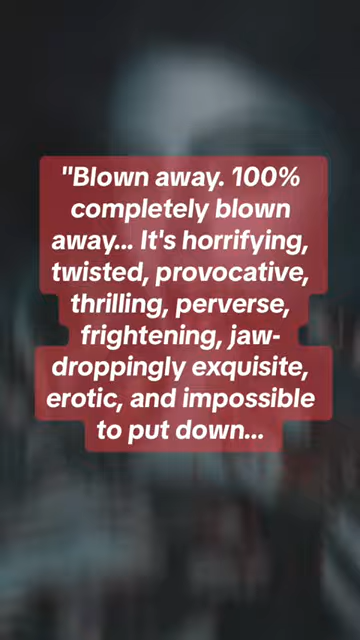 "Blown away. 100%
completely blown
away... It's horrifying,
twisted, provocative,
thrilling, perverse,
frightening, jaw-
droppingly exquisite,
erotic, and impossible
to put down...